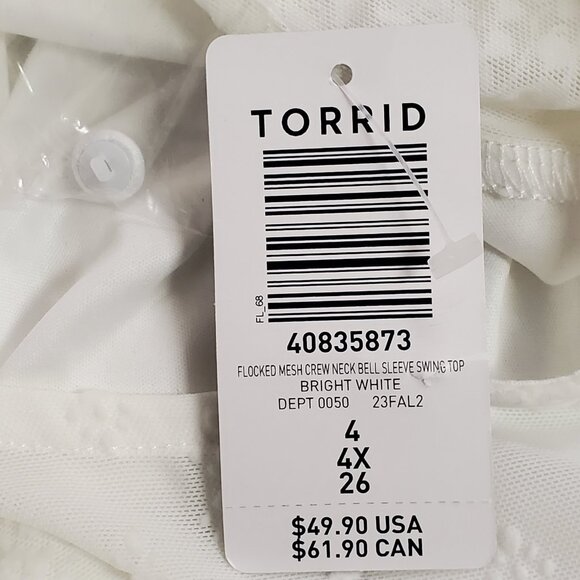 TORRID
FL_68
40835873
FLOCKED MESH CREW NECK BELL SLEEVE SWING TOP
BRIGHT WHITE
DEPT 0050 23FAL2
4
4X
26
$49.90 USA
$61.90 CAN